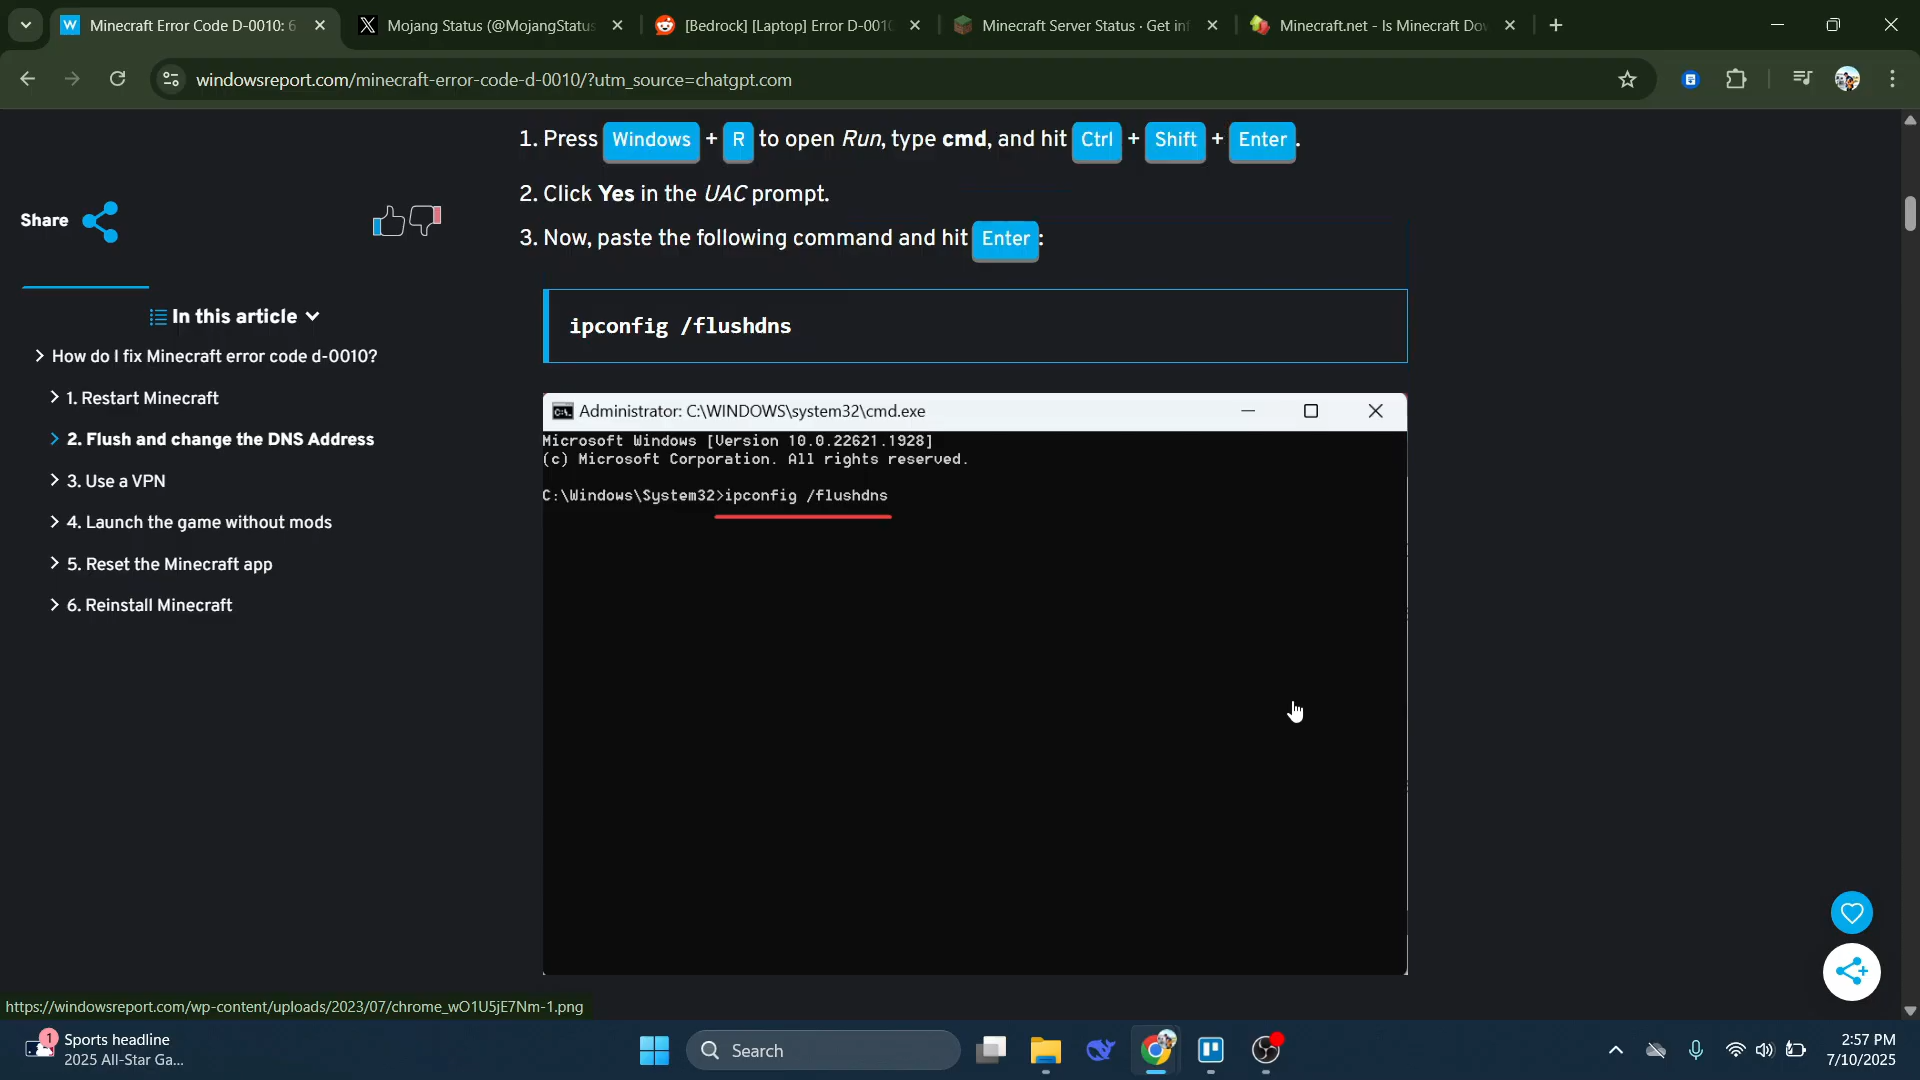 Minecraft Error Code D-0010: 6
Mojang Status (@MojangStatus
[Bedrock] [Laptop] Error D-0010
Minecraft Server Status · Get inf
Minecraft.net - Is Minecraft Dow
windowsreport.com/minecraft-error-code-d-0010/?utm_source=chatgpt.com
1. Press Windows + R to open Run, type cmd, and hit Ctrl + Shift + Enter.
2. Click Yes in the UAC prompt.
3. Now, paste the following command and hit Enter:
ipconfig /flushdns
Share
In this article
How do I fix Minecraft error code d-0010?
1. Restart Minecraft
2. Flush and change the DNS Address
3. Use a VPN
4. Launch the game without mods
5. Reset the Minecraft app
6. Reinstall Minecraft
Administrator: C:\WINDOWS\system32\cmd.exe
Microsoft Windows [Version 10.0.22621.1928]
(c) Microsoft Corporation. All rights reserved.
C:\Windows\System32>ipconfig /flushdns
https://windowsreport.com/wp-content/uploads/2023/07/chrome_wO1U5jE7Nm-1.png
1
Sports headline
2025 All-Star Ga...
Search
2:57 PM
7/10/2025